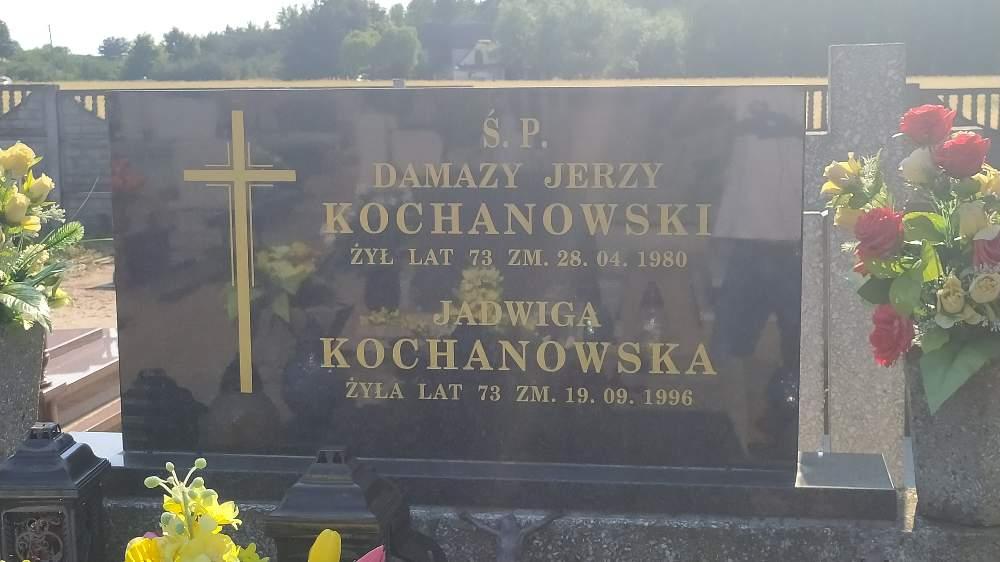 Ś. P.
DAMAZY JERZY
KOCHANOWSKI
ŻYŁ LAT 73 ZM. 28. 04. 1980
JADWIGA
KOCHANOWSKA
ŻYŁA LAT 73 ZM. 19. 09. 1996